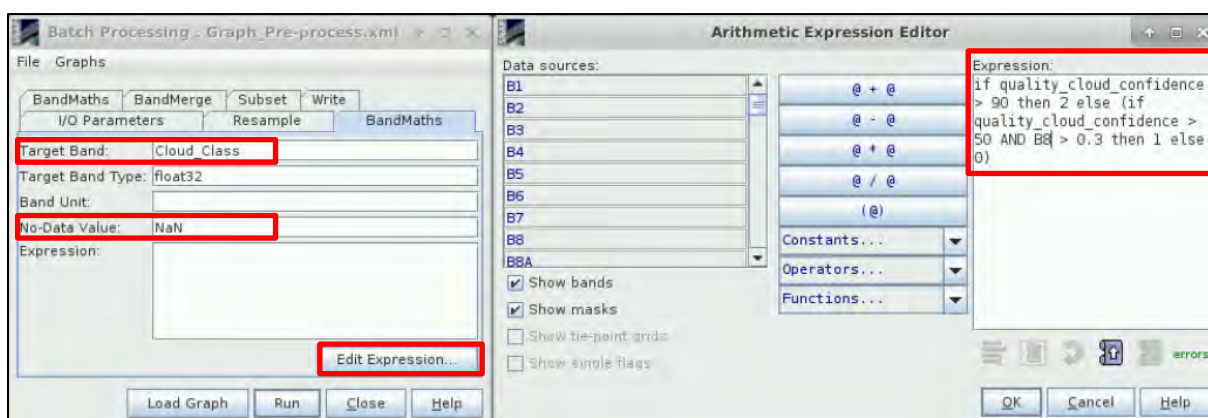 Batch Processing : Graph_Pre-process.xml
File Graphs
BandMaths BandMerge Subset Write
I/O Parameters Resample BandMaths
Target Band: Cloud_Class
Target Band Type: float32
Band Unit:
No-Data Value: NaN
Expression:
Edit Expression...
Load Graph Run Close Help
Arithmetic Expression Editor
Data sources:
B1
B2
B3
B4
B5
B6
B7
B8
B8A
Show bands
Show masks
Show tie-point grids
Show single flags
@ + @
@ - @
@ * @
@ / @
(@)
Constants...
Operators...
Functions...
Expression:
if quality_cloud_confidence
> 90 then 2 else (if
quality_cloud_confidence >
50 AND B8 > 0.3 then 1 else
0)
errors
OK Cancel Help